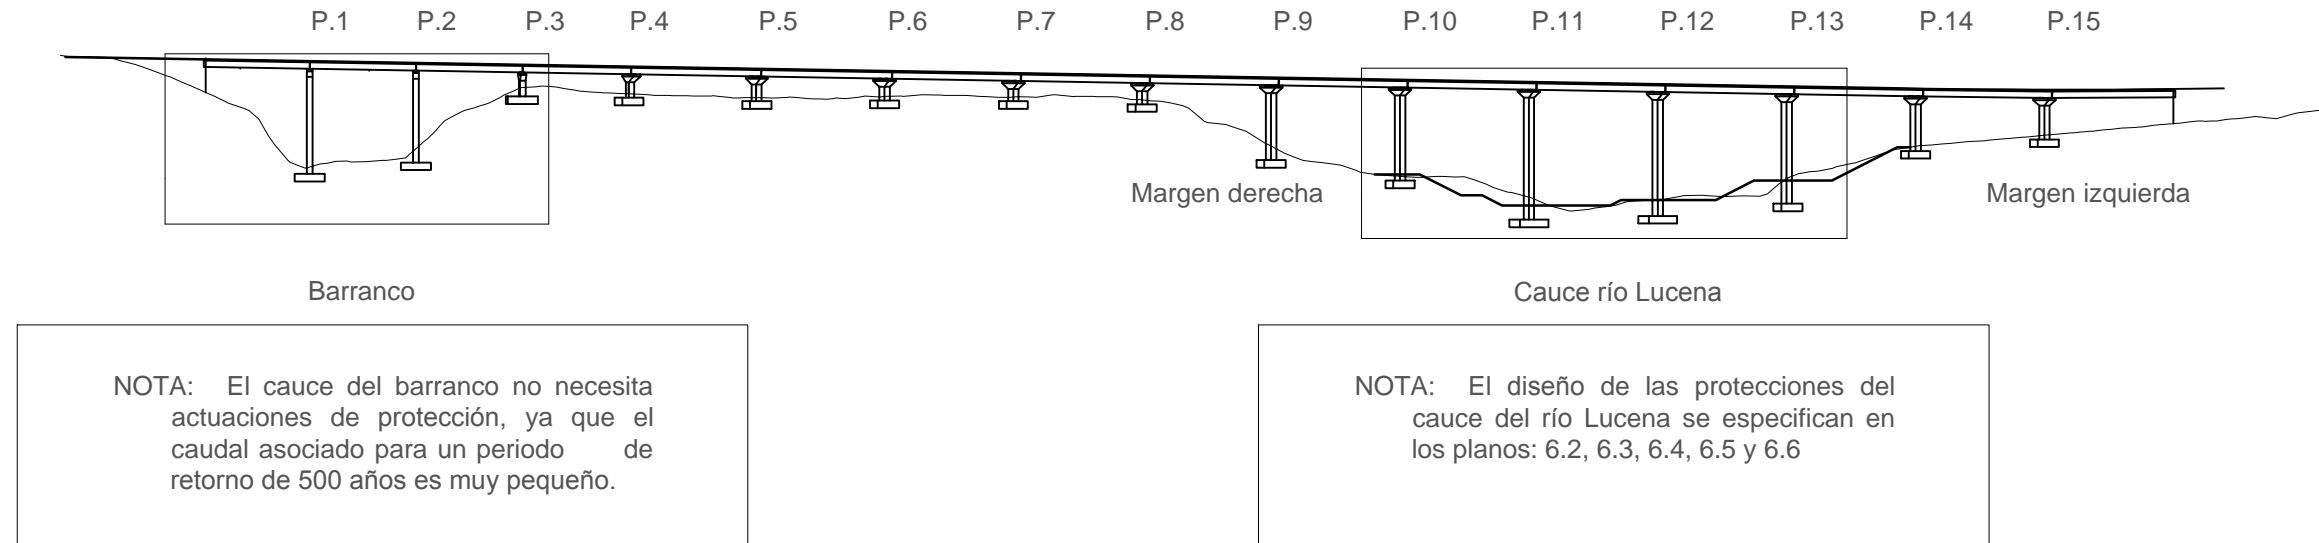 P.1 P.2 P.3 P.4 P.5 P.6 P.7 P.8 P.9 P.10 P.11 P.12 P.13 P.14 P.15
Margen derecha
Margen izquierda
Barranco
Cauce río Lucena
NOTA: El cauce del barranco no necesita
actuaciones de protección, ya que el
caudal asociado para un periodo de
retorno de 500 años es muy pequeño.
NOTA: El diseño de las protecciones del
cauce del río Lucena se especifican en
los planos: 6.2, 6.3, 6.4, 6.5 y 6.6